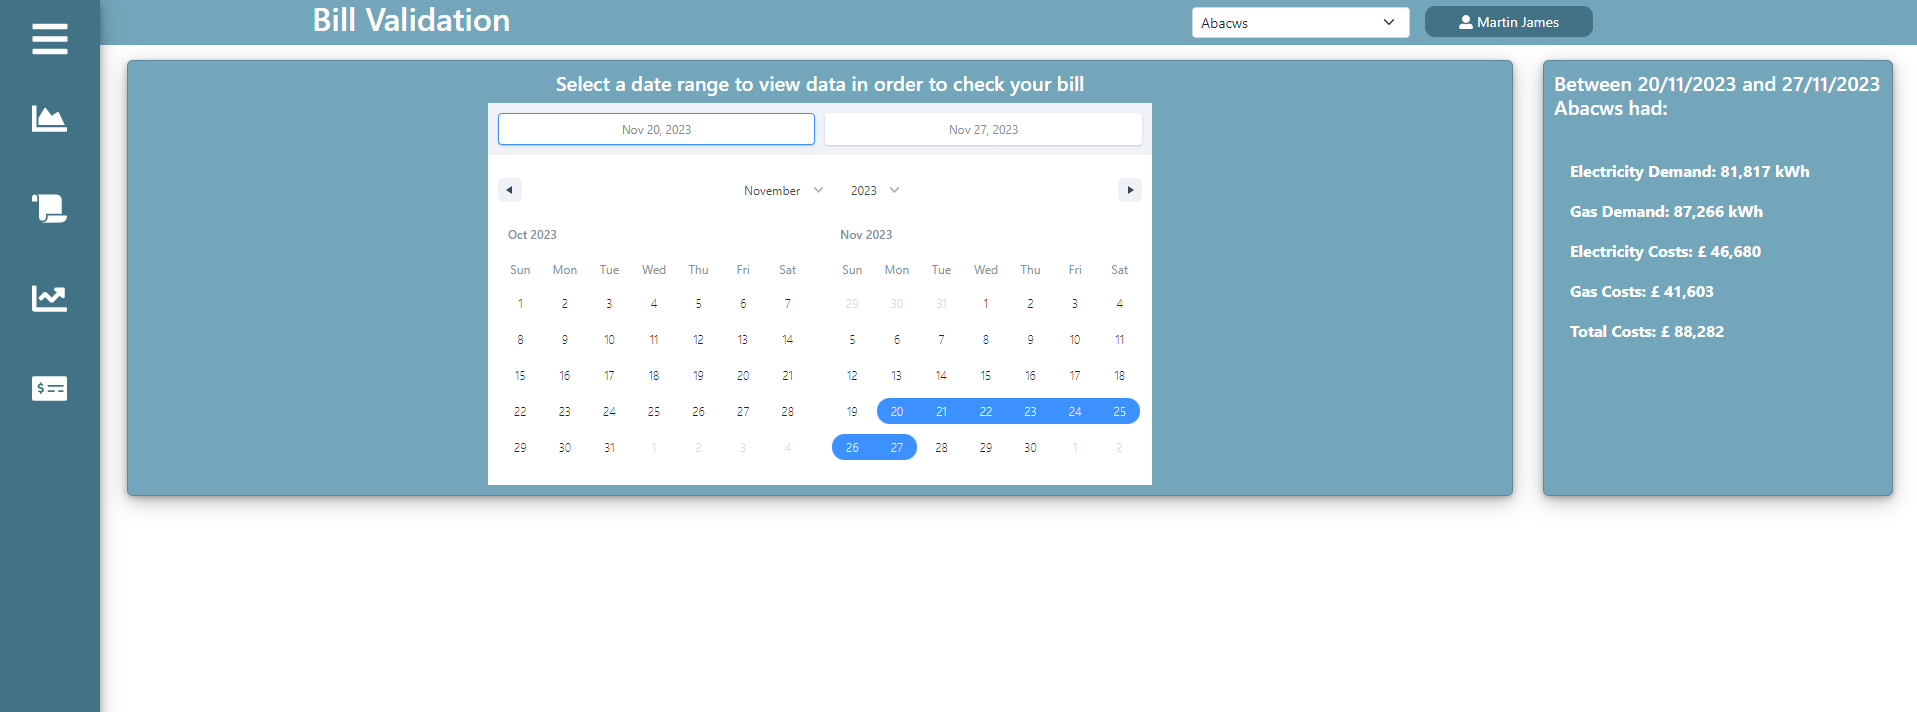 Bill Validation
Abacws
Martin James
Select a date range to view data in order to check your bill
Nov 20, 2023 Nov 27, 2023
November 2023
Oct 2023
Sun Mon Tue Wed Thu Fri Sat
1 2 3 4 5 6 7
8 9 10 11 12 13 14
15 16 17 18 19 20 21
22 23 24 25 26 27 28
29 30 31 1 2 3 4
Nov 2023
Sun Mon Tue Wed Thu Fri Sat
29 30 31 1 2 3 4
5 6 7 8 9 10 11
12 13 14 15 16 17 18
19 20 21 22 23 24 25
26 27 28 29 30 1 2
Between 20/11/2023 and 27/11/2023
Abacws had:
Electricity Demand: 81,817 kWh
Gas Demand: 87,266 kWh
Electricity Costs: £ 46,680
Gas Costs: £ 41,603
Total Costs: £ 88,282